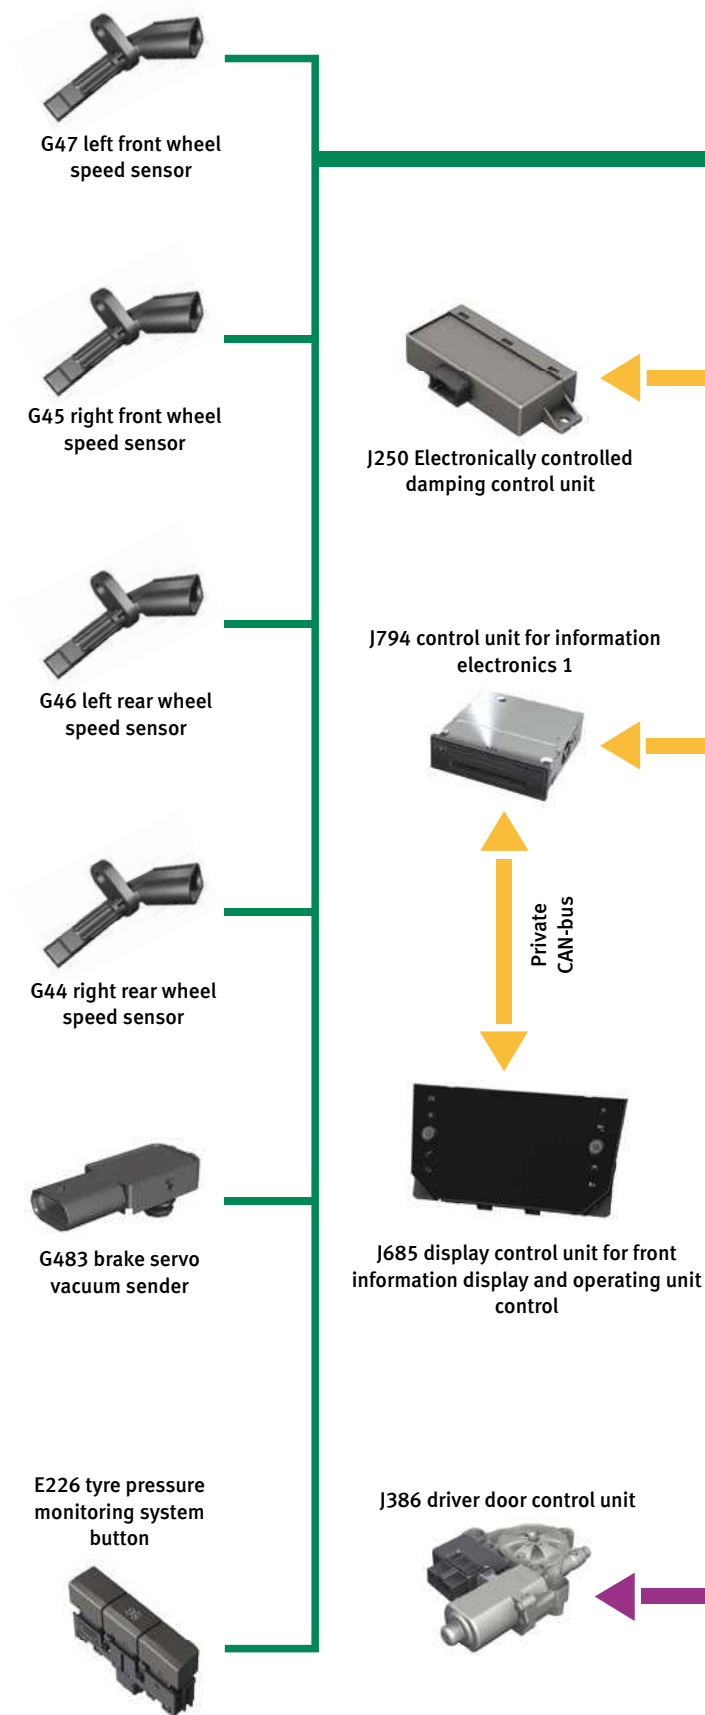 G47 left front wheel
speed sensor
G45 right front wheel
speed sensor
J250 Electronically controlled
damping control unit
J794 control unit for information
electronics 1
G46 left rear wheel
speed sensor
Private
CAN-bus
G44 right rear wheel
speed sensor
G483 brake servo
vacuum sender
J685 display control unit for front
information display and operating unit
control
E226 tyre pressure
monitoring system
button
J386 driver door control unit